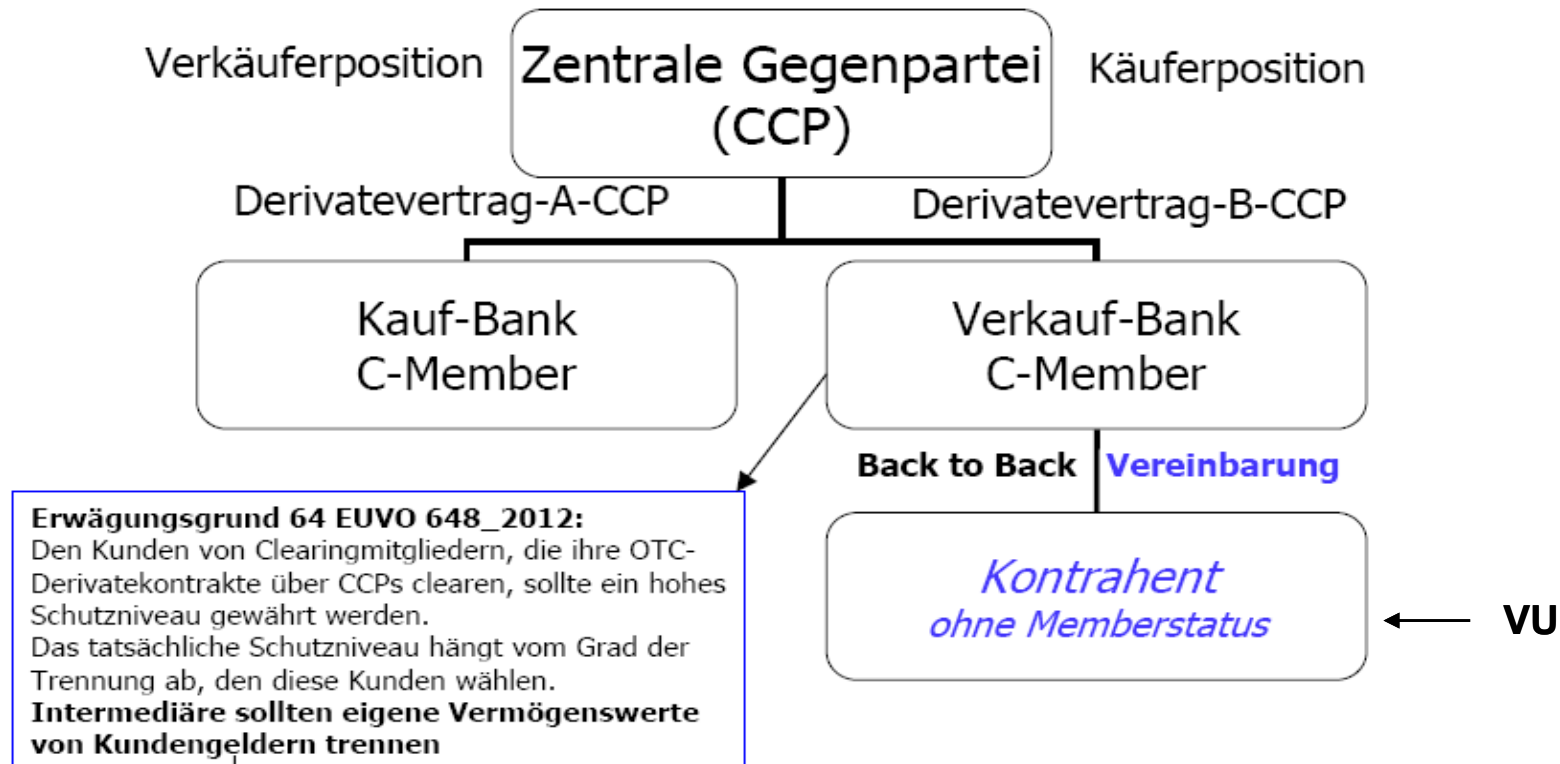 Verkäuferposition
Zentrale Gegenpartei
(CCP)
Käuferposition
Derivatevertrag-A-CCP
Derivatevertrag-B-CCP
Kauf-Bank
C-Member
Verkauf-Bank
C-Member
Back to Back Vereinbarung
Erwägungsgrund 64 EUVO 648_2012:
Den Kunden von Clearingmitgliedern, die ihre OTC-
Derivatekontrakte über CCPs clearen, sollte ein hohes
Schutzniveau gewährt werden.
Das tatsächliche Schutzniveau hängt vom Grad der
Trennung ab, den diese Kunden wählen.
Intermediäre sollten eigene Vermögenswerte
von Kundengeldern trennen
Kontrahent
ohne Memberstatus
VU